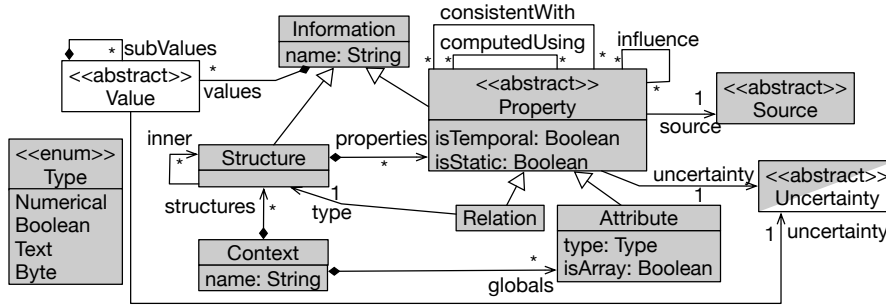 consistentWith
Information
name: String
computedUsing
influence
*
subValues
*
*
*
*
*
*
*
<<abstract>>
Value
*
values
<<abstract>>
Property
1
source
<<abstract>>
Source
isTemporal: Boolean
isStatic: Boolean
<<enum>>
Type
Numerical
Boolean
Text
Byte
inner
*
Structure
properties
*
uncertainty
1
<<abstract>>
Uncertainty
structures
*
1
type
Relation
Attribute
type: Type
isArray: Boolean
1
uncertainty
Context
name: String
*
globals